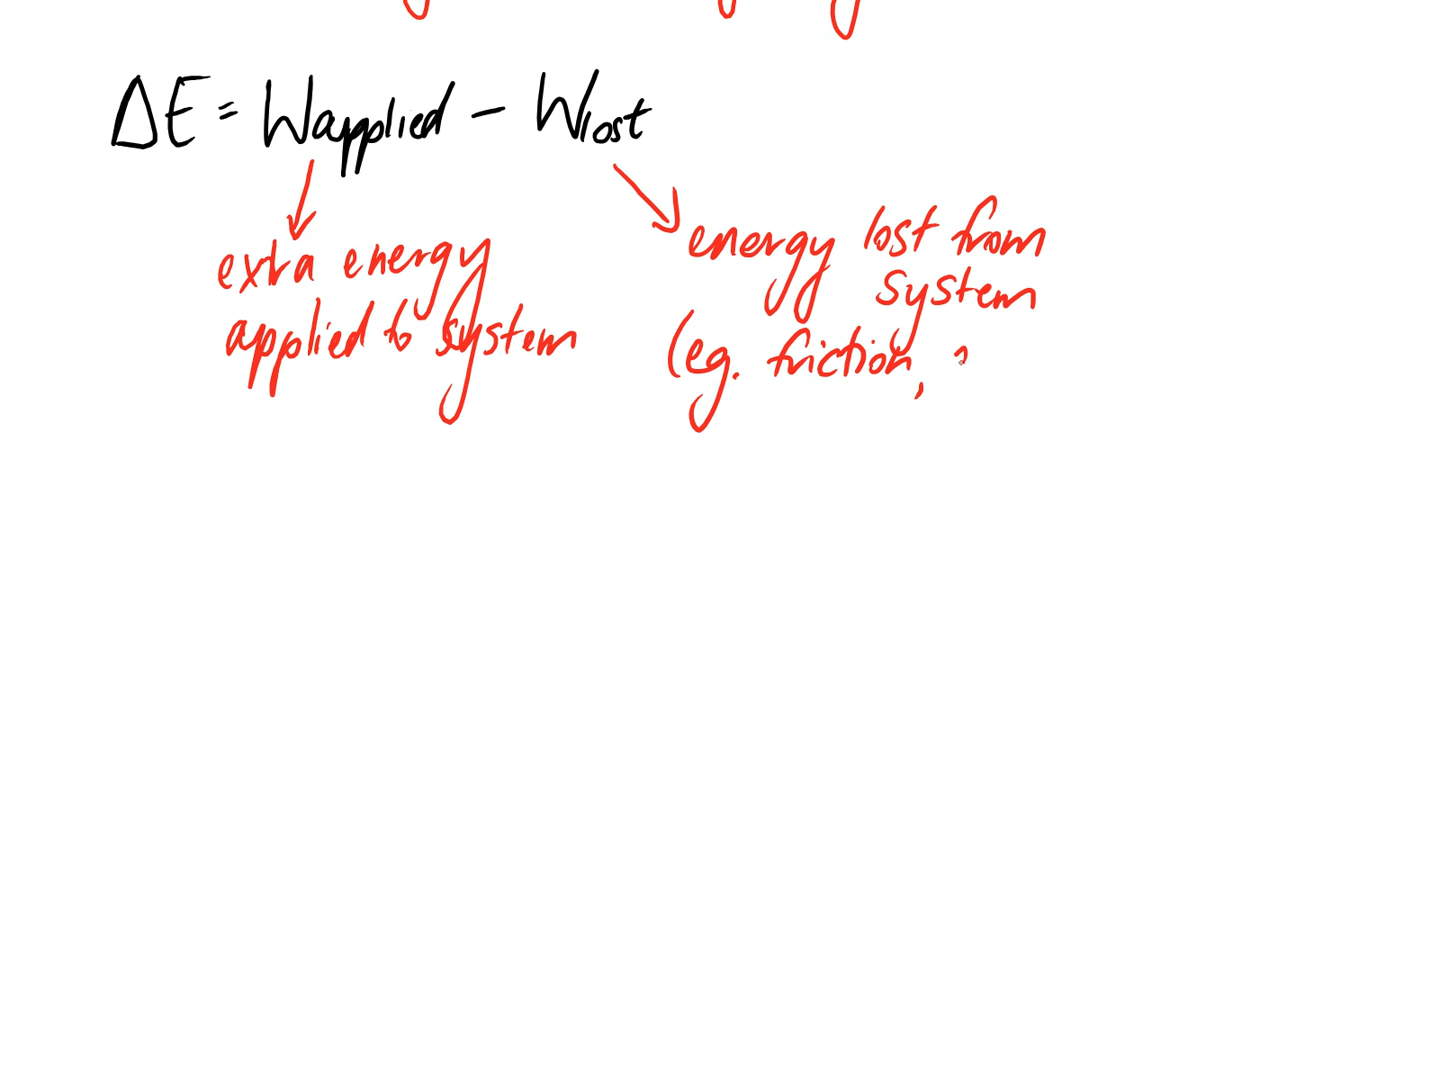 ΔE = Wapplied - Wlost
extra energy
applied to system
energy lost from
system
(eg. friction,